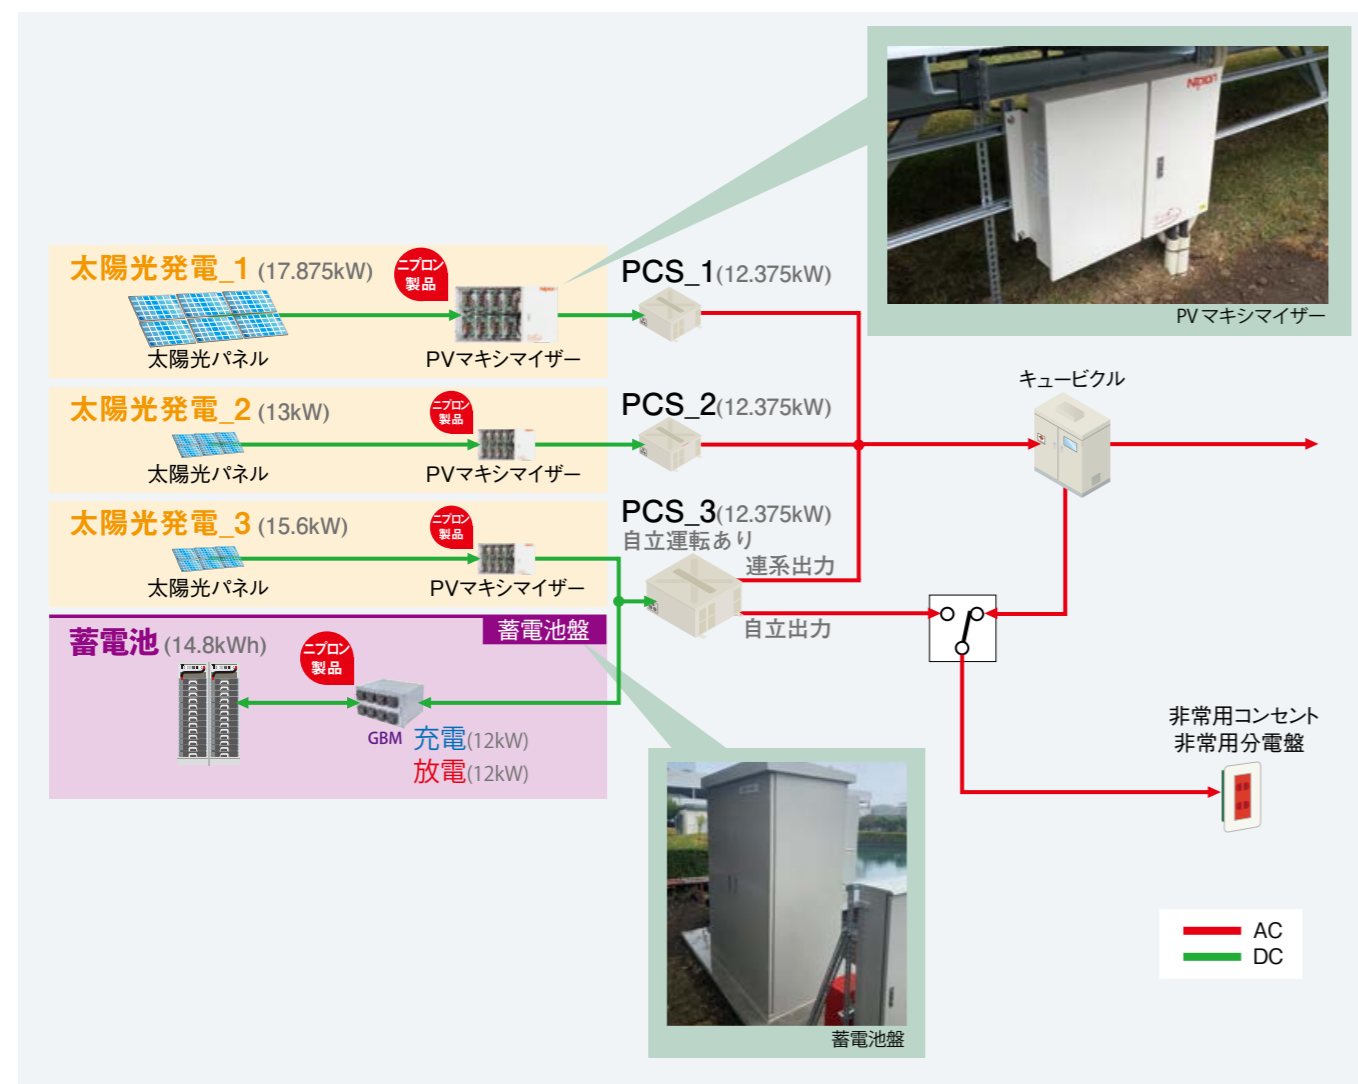 Nipron
PVマキシマイザー
太陽光発電_1 (17.875kW)
ニプロン
製品
太陽光パネル
PVマキシマイザー
PCS_1(12.375kW)
太陽光発電_2 (13kW)
ニプロン
製品
太陽光パネル
PVマキシマイザー
PCS_2(12.375kW)
キュービクル
太陽光発電_3 (15.6kW)
ニプロン
製品
太陽光パネル
PVマキシマイザー
PCS_3(12.375kW)
自立運転あり
連系出力
自立出力
蓄電池盤
蓄電池 (14.8kWh)
ニプロン
製品
GBM
充電(12kW)
放電(12kW)
非常用コンセント
非常用分電盤
蓄電池盤
AC
DC